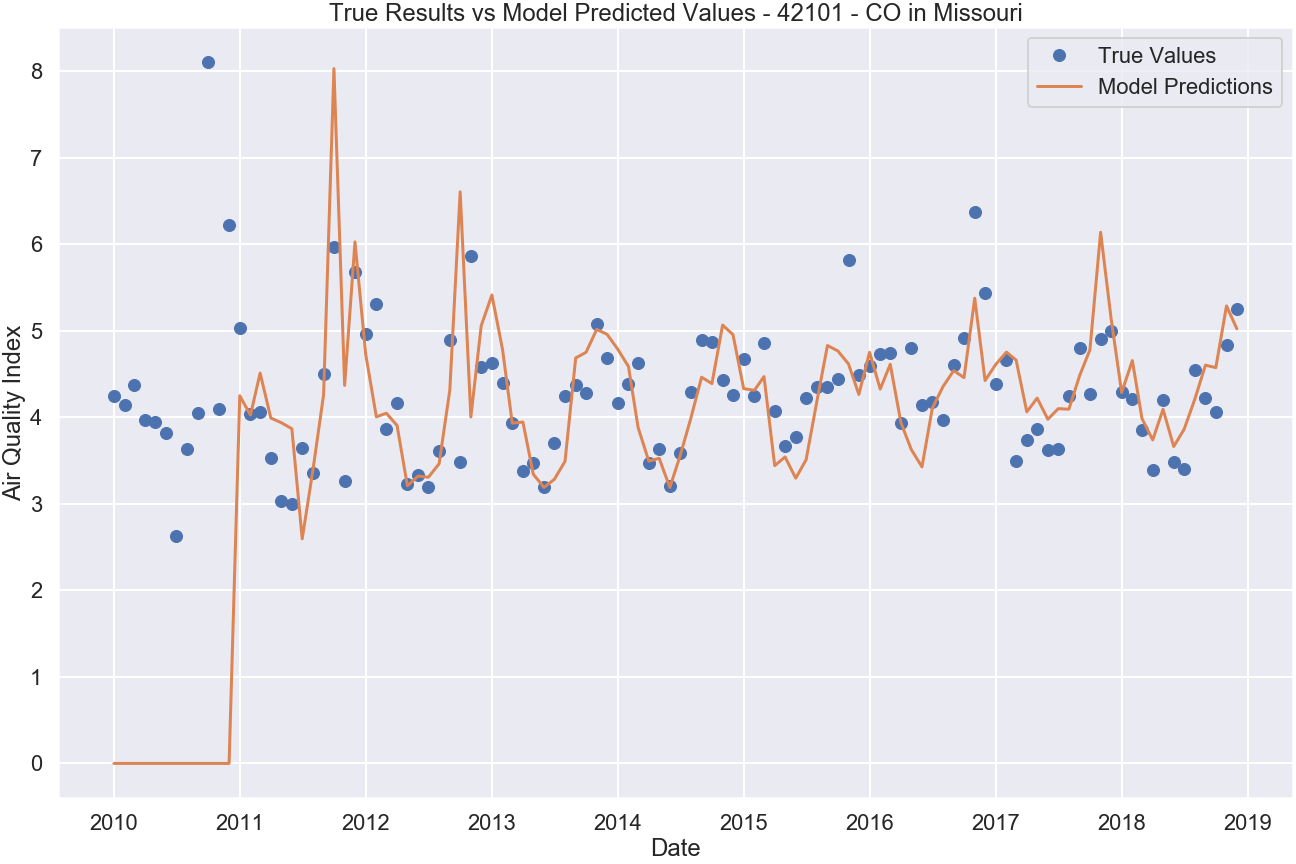 True Results vs Model Predicted Values - 42101 - CO in Missouri
True Values
Model Predictions
Air Quality Index
8
7
6
5
4
3
2
1
0
2010 2011 2012 2013 2014 2015 2016 2017 2018 2019
Date